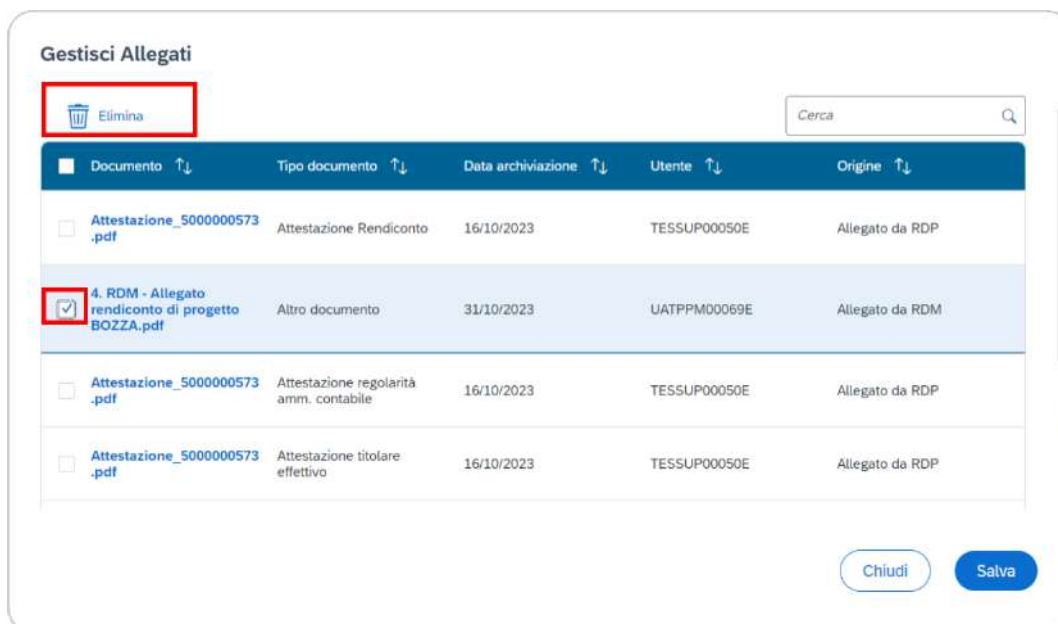 Gestisci Allegati
Elimina
Cerca
Documento Tipo documento Data archiviazione Utente Origine
Attestazione_5000000573
.pdf
Attestazione Rendiconto 16/10/2023 TESSUP00050E Allegato da RDP
4. RDM - Allegato
rendiconto di progetto
BOZZA.pdf
Altro documento 31/10/2023 UATPPM00069E Allegato da RDM
Attestazione_5000000573
.pdf
Attestazione regolarità
amm. contabile
16/10/2023 TESSUP00050E Allegato da RDP
Attestazione_5000000573
.pdf
Attestazione titolare
effettivo
16/10/2023 TESSUP00050E Allegato da RDP
Chiudi
Salva